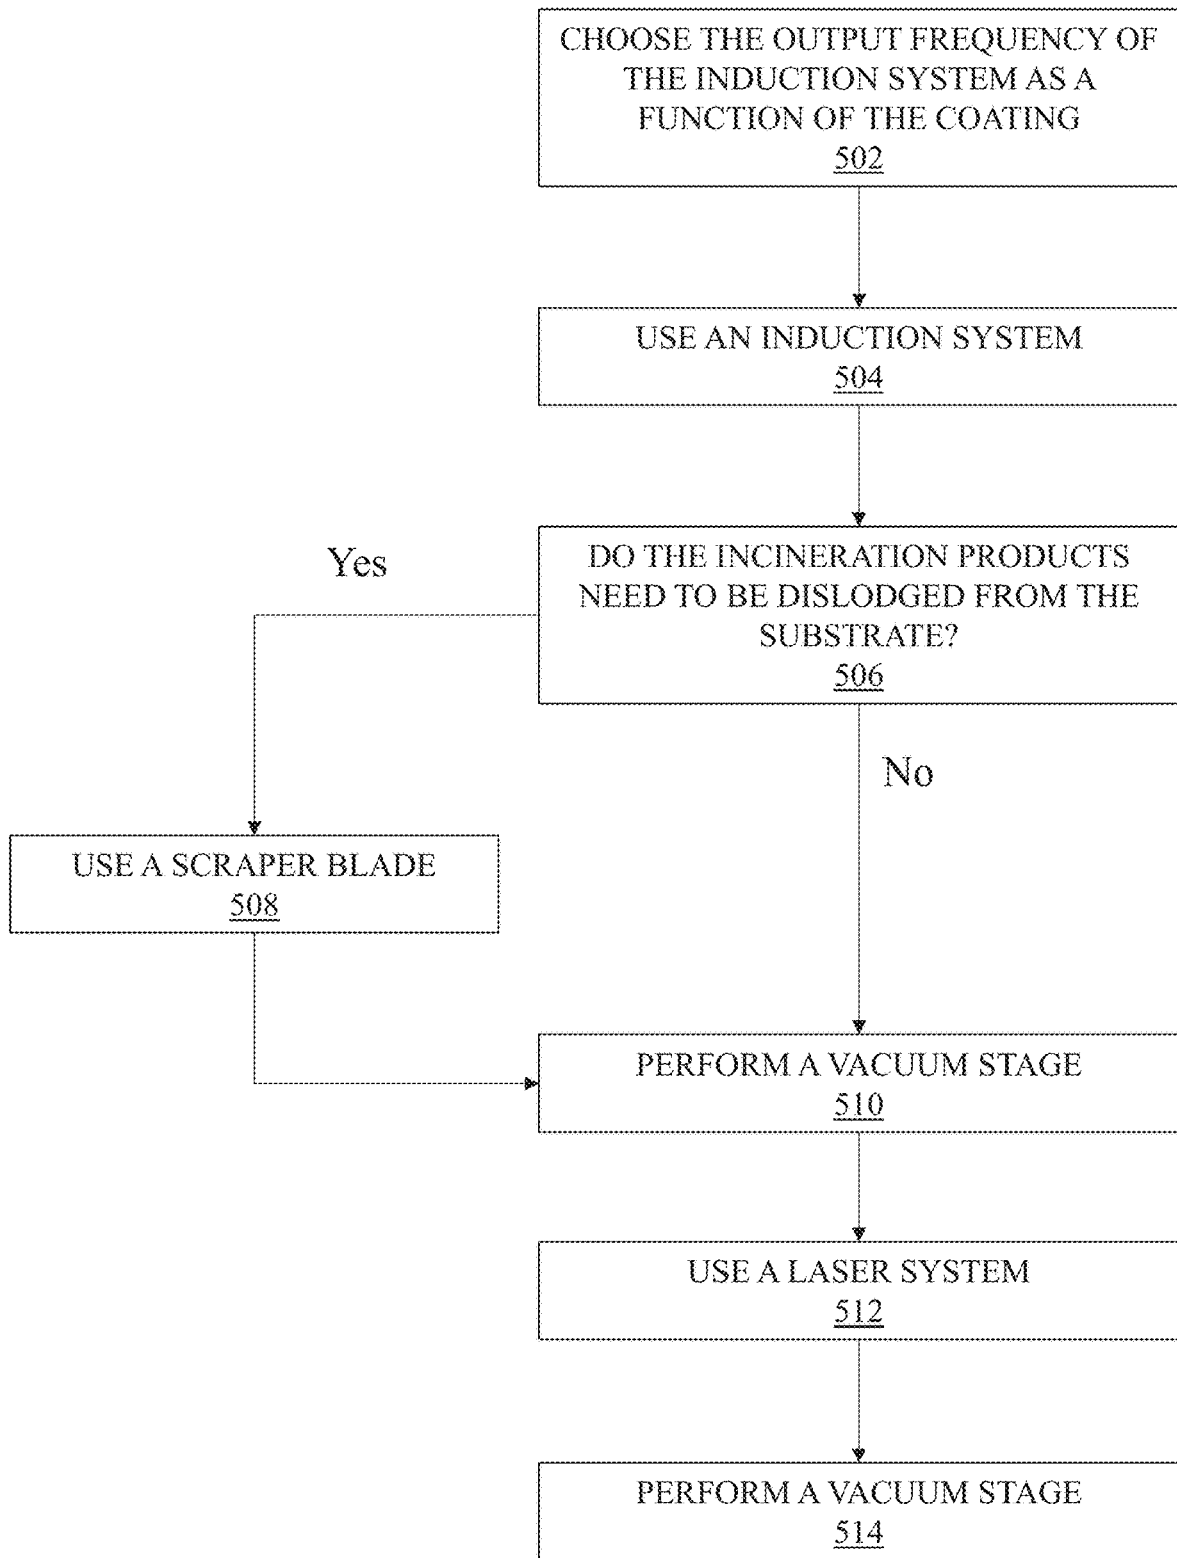 CHOOSE THE OUTPUT FREQUENCY OF
THE INDUCTION SYSTEM AS A
FUNCTION OF THE COATING
502
USE AN INDUCTION SYSTEM
504
DO THE INCINERATION PRODUCTS
NEED TO BE DISLODGED FROM THE
SUBSTRATE?
506
Yes
No
USE A SCRAPER BLADE
508
PERFORM A VACUUM STAGE
510
USE A LASER SYSTEM
512
PERFORM A VACUUM STAGE
514